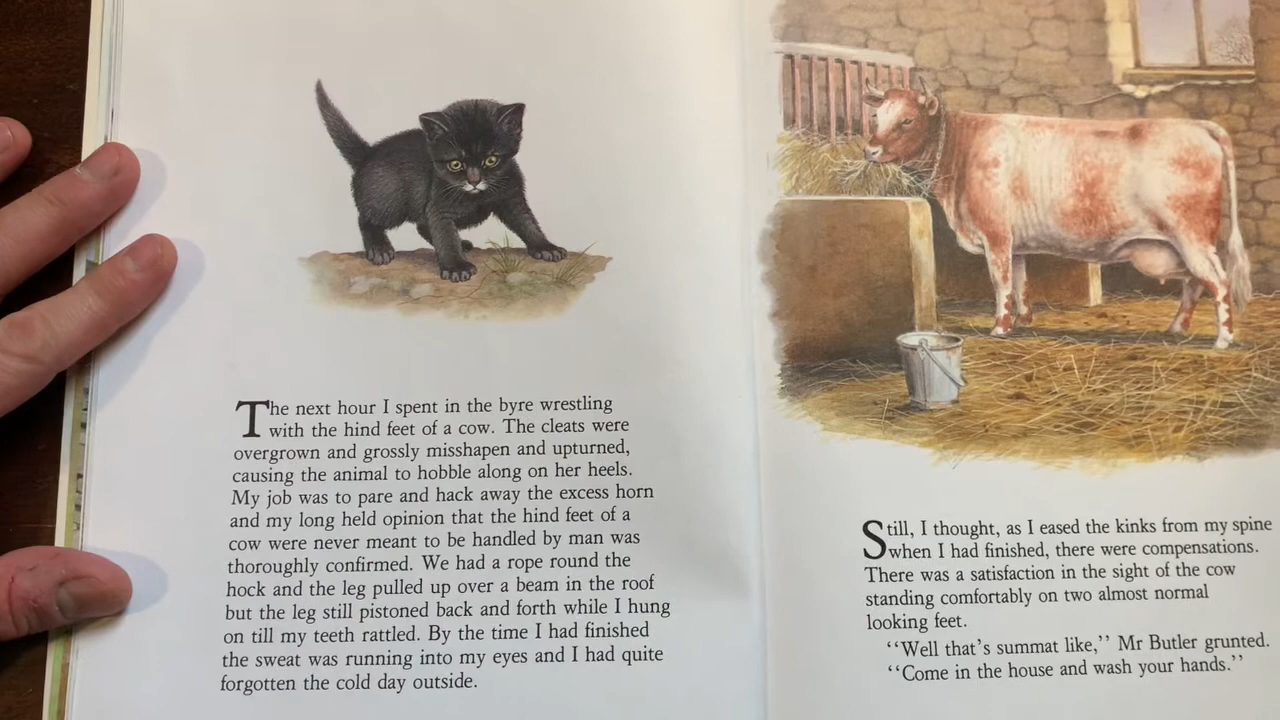 The next hour I spent in the byre wrestling
with the hind feet of a cow. The cleats were
overgrown and grossly misshapen and upturned,
causing the animal to hobble along on her heels.
My job was to pare and hack away the excess horn
and my long held opinion that the hind feet of a
cow were never meant to be handled by man was
thoroughly confirmed. We had a rope round the
hock and the leg pulled up over a beam in the roof
but the leg still pistoned back and forth while I hung
on till my teeth rattled. By the time I had finished
the sweat was running into my eyes and I had quite
forgotten the cold day outside.
Still, I thought, as I eased the kinks from my spine
when I had finished, there were compensations.
There was a satisfaction in the sight of the cow
standing comfortably on two almost normal
looking feet.
‘‘Well that’s summat like,’’ Mr Butler grunted.
‘‘Come in the house and wash your hands.’’